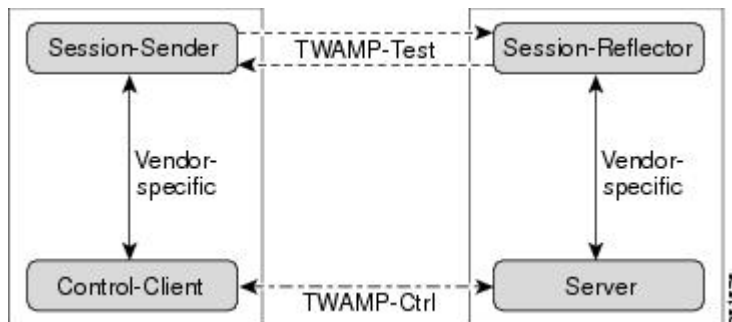 Session-Sender
TWAMP-Test
Session-Reflector
Vendor-
specific
Vendor-
specific
Control-Client
TWAMP-Ctrl
Server